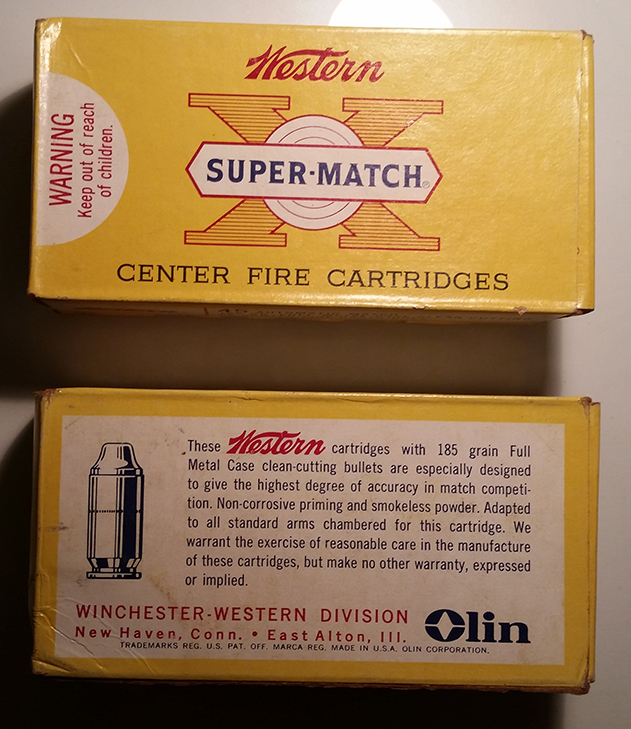 Western
WARNING
Keep out of reach
of children.
SUPER-MATCH®
CENTER FIRE CARTRIDGES
These Western cartridges with 185 grain Full
Metal Case clean-cutting bullets are especially designed
to give the highest degree of accuracy in match competi-
tion. Non-corrosive priming and smokeless powder. Adapted
to all standard arms chambered for this cartridge. We
warrant the exercise of reasonable care in the manufacture
of these cartridges, but make no other warranty, expressed
or implied.
WINCHESTER-WESTERN DIVISION
New Haven, Conn. • East Alton, Ill.
Olin
TRADEMARKS REG. U.S. PAT. OFF. MARCA REG. MADE IN U.S.A. OLIN CORPORATION.